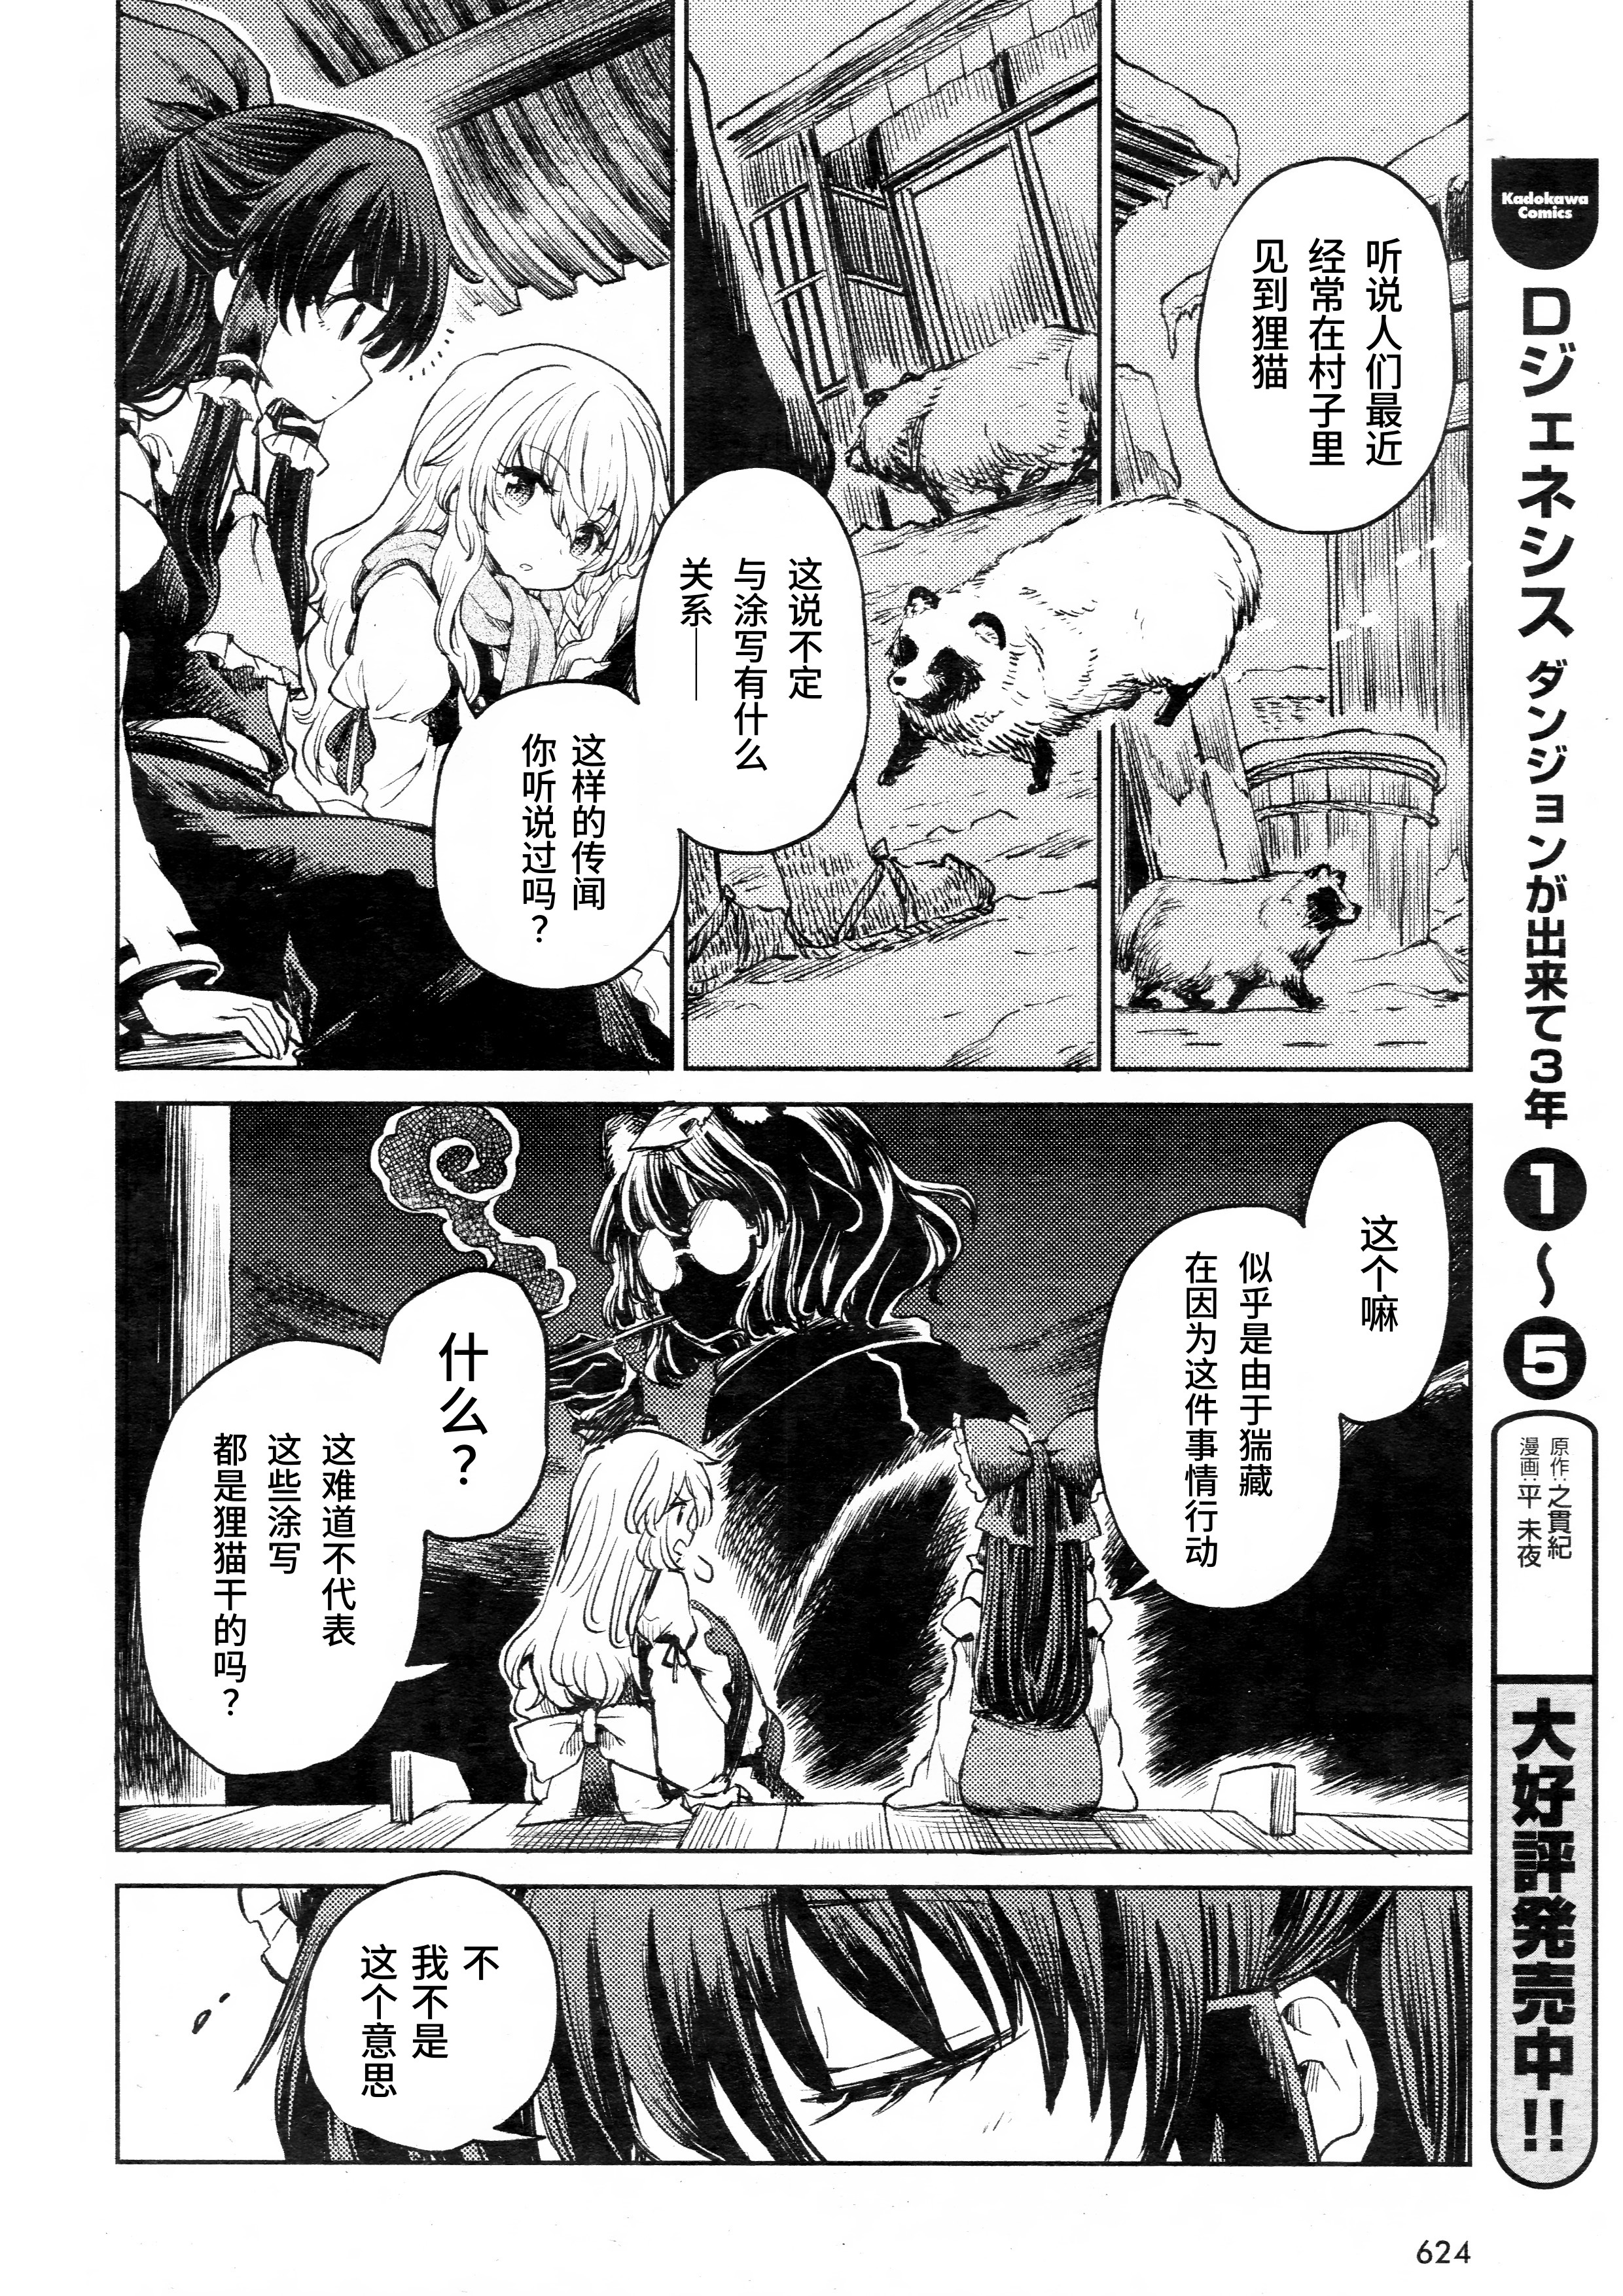 听说人们最近
经常在村子里
见到狸猫
这说不定
与涂写有什么
关系——
这样的传闻
你听说过吗？
这个嘛
似乎是由于猯藏
在因为这件事情行动
什么？
这难道不代表
这些涂写
都是狸猫干的吗？
不
我不是
这个意思
Kadokawa
Comics
Dジェネシス ダンジョンが出来て3年
1～5
原作：之貫紀
漫画：平 未夜
大好評発売中!!
624